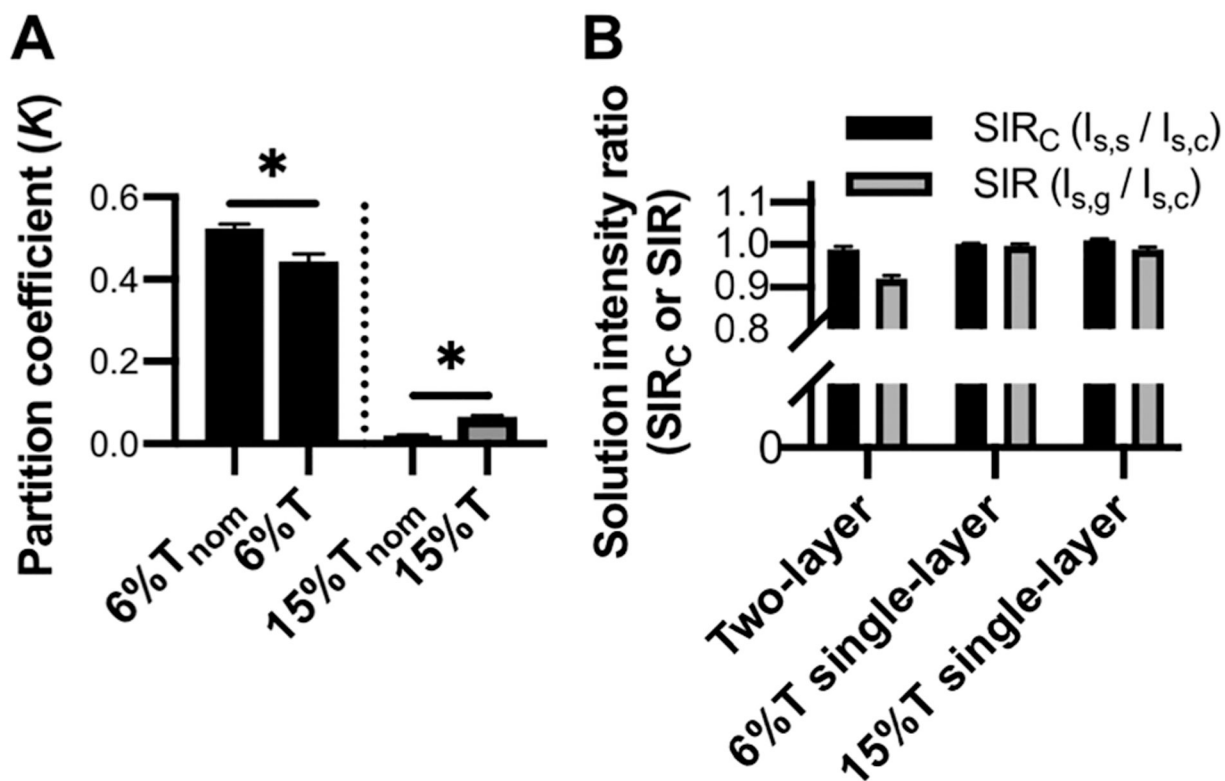 A
Partition coefficient (K)
0.6
0.4
0.2
0.0
*
*
6%Tnom
6%T
15%Tnom
15%T
B
Solution intensity ratio
(SIRC or SIR)
SIRC (Is,s / Is,c)
SIR (Is,g / Is,c)
1.1
1.0
0.9
0.8
0
Two-layer
6%T single-layer
15%T single-layer